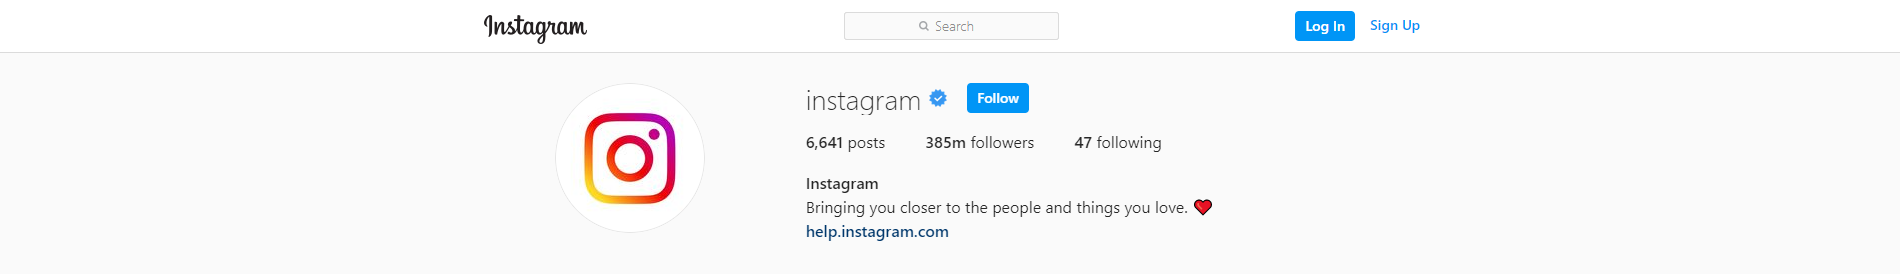 Instagram
Search
Log In
Sign Up
instagram
Follow
6,641 posts
385m followers
47 following
Instagram
Bringing you closer to the people and things you love. ❤️
help.instagram.com